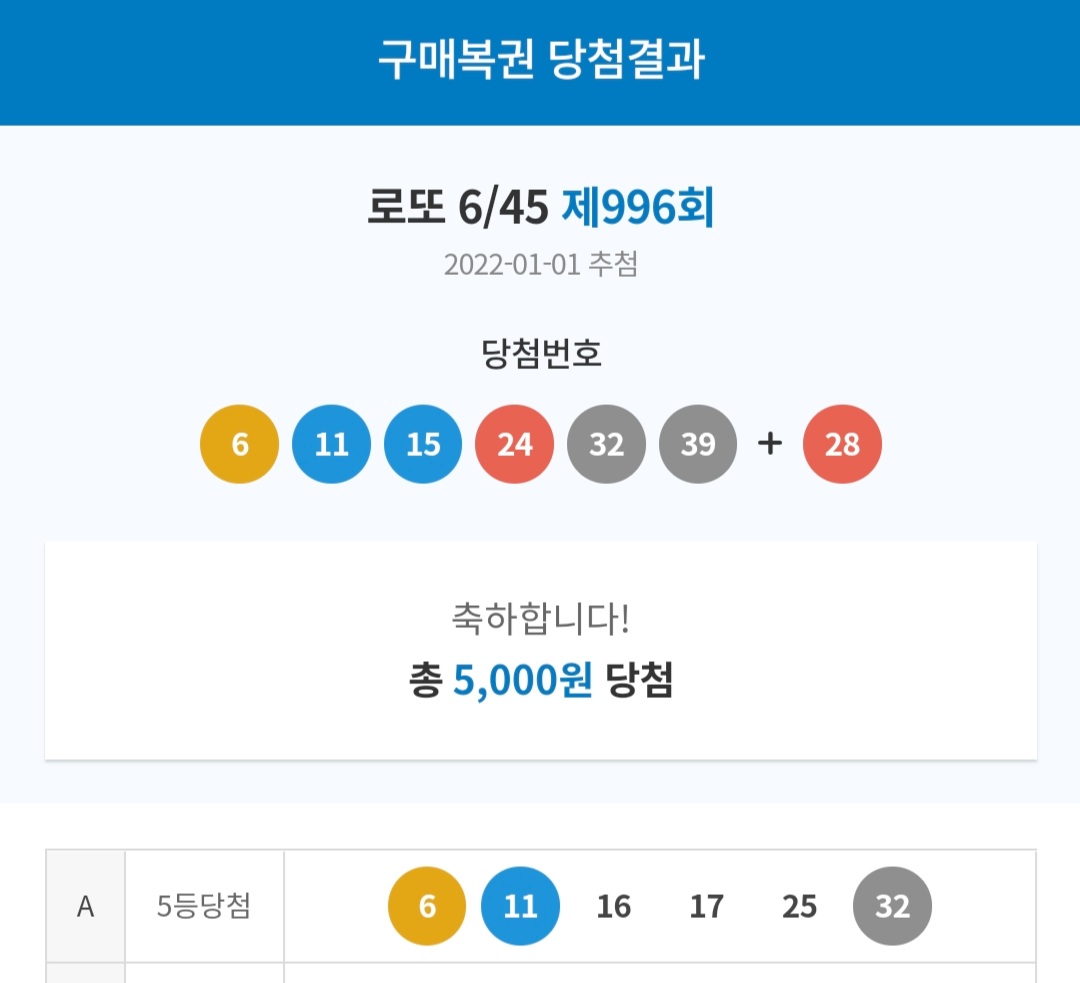 구매복권 당첨결과
로또 6/45 제996회
2022-01-01 추첨
당첨번호
6 11 15 24 32 39 + 28
축하합니다!
총 5,000원 당첨
A 5등당첨 6 11 16 17 25 32